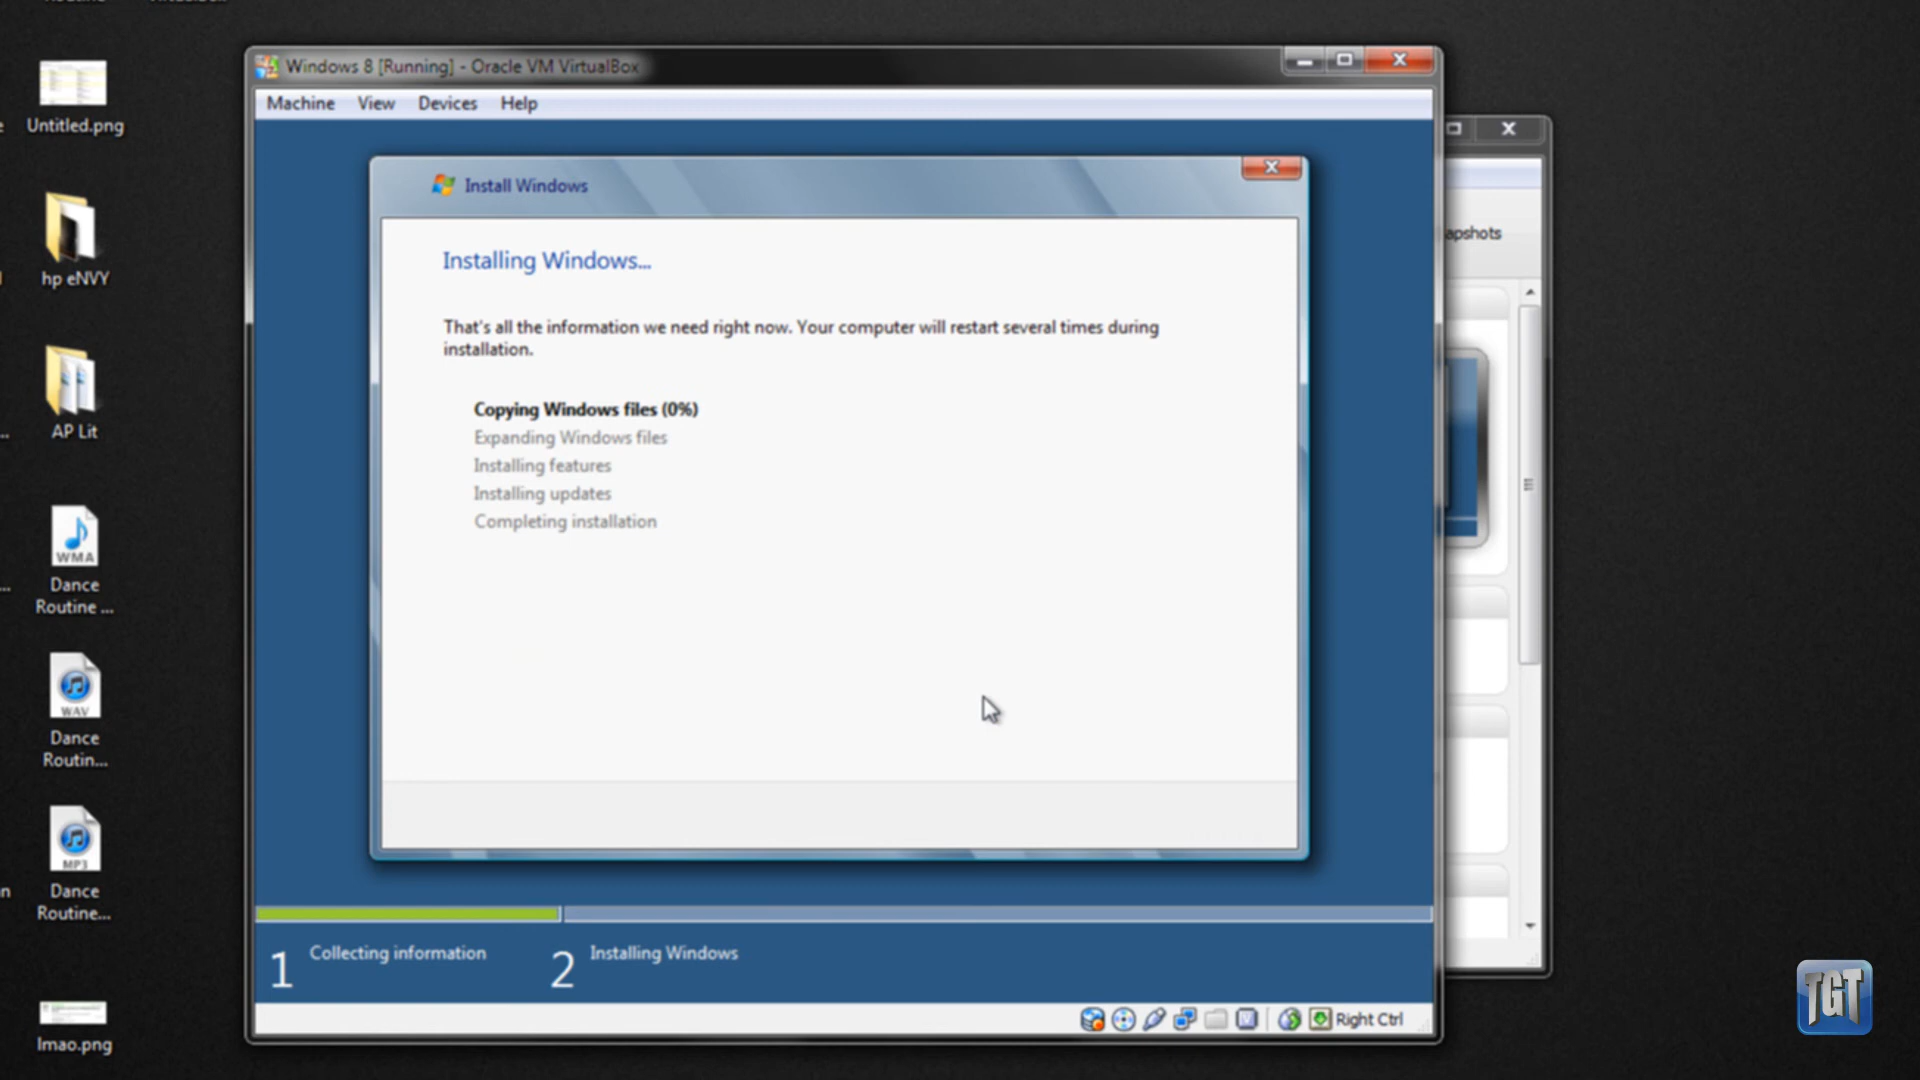 Untitled.png
hp eNVY
AP Lit
WMA
Dance
Routine ...
WAV
Dance
Routin...
MP3
Dance
Routine...
lmao.png
Windows 8 [Running] - Oracle VM VirtualBox
Machine View Devices Help
Install Windows
Installing Windows...
That's all the information we need right now. Your computer will restart several times during
installation.
Copying Windows files (0%)
Expanding Windows files
Installing features
Installing updates
Completing installation
1 Collecting information 2 Installing Windows
Right Ctrl
apshots
TGT